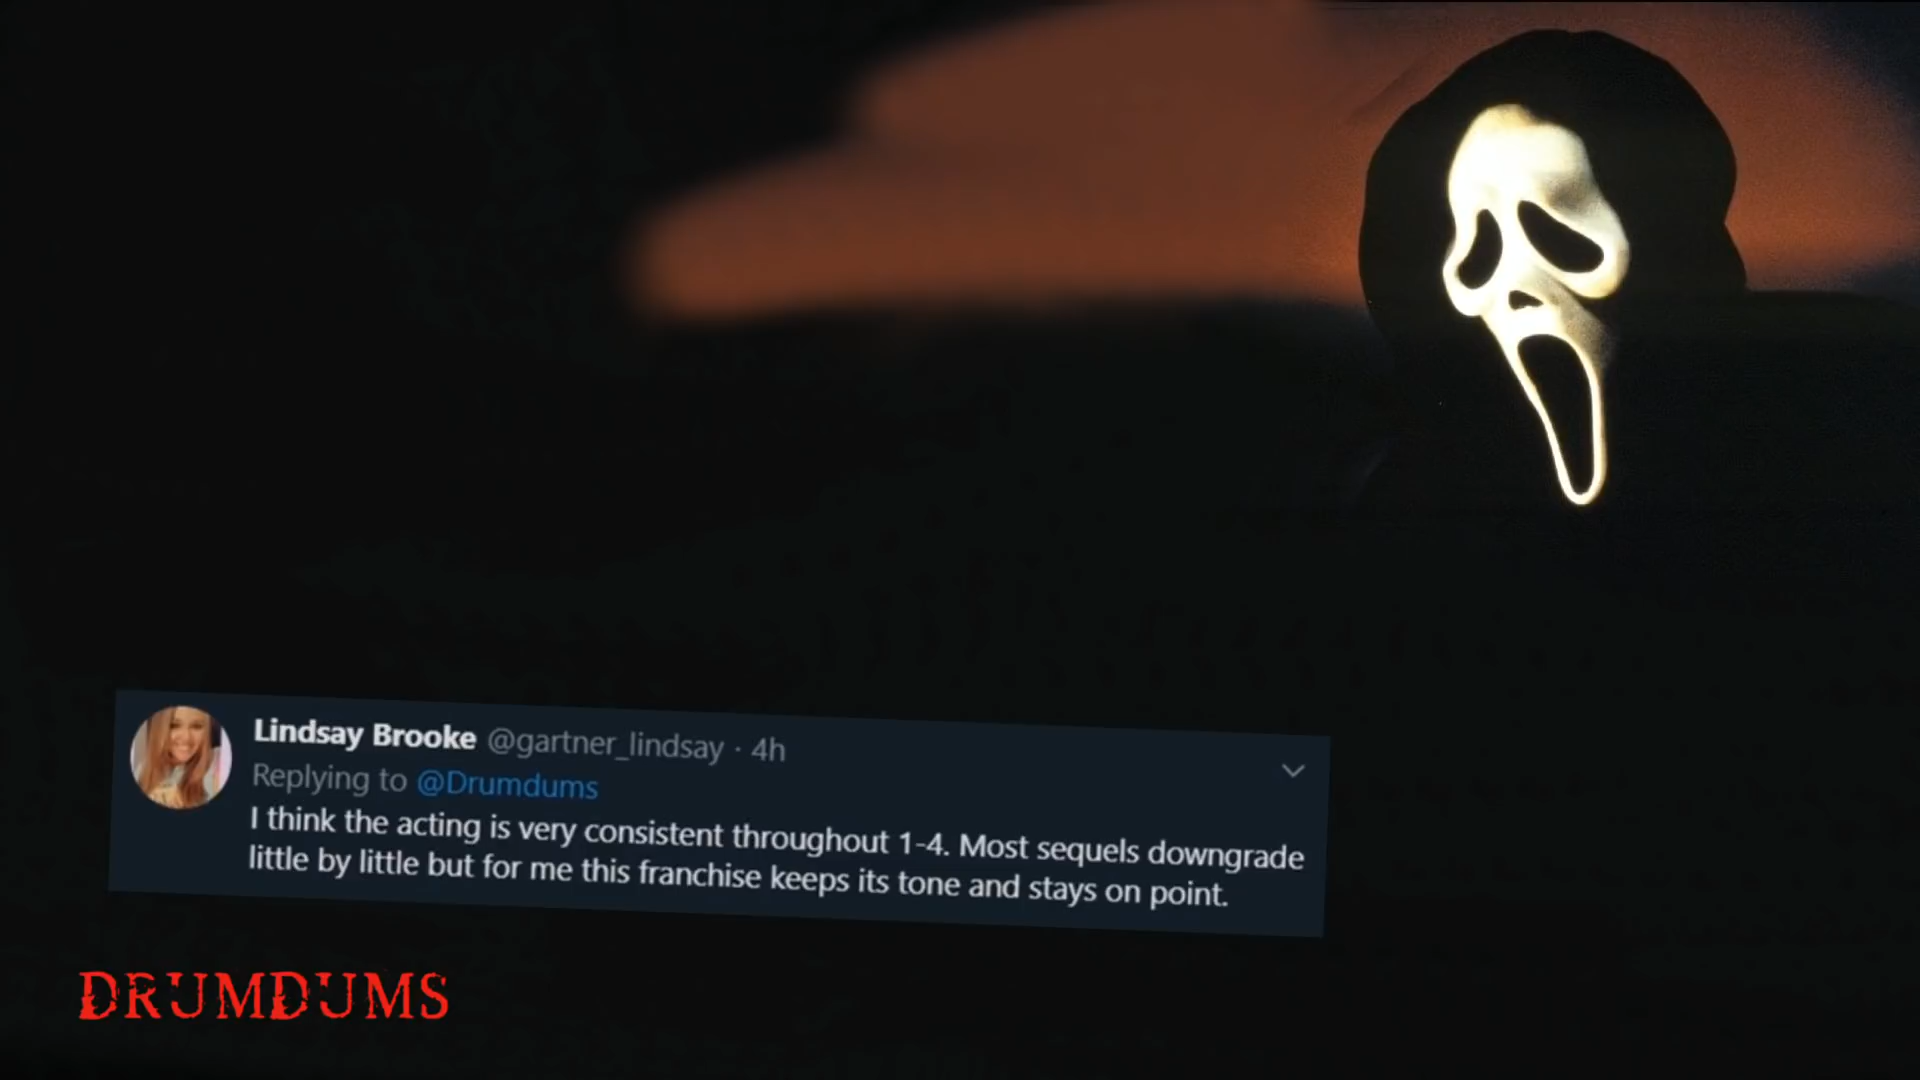 Lindsay Brooke @gartner_lindsay · 4h
Replying to @Drumdums
I think the acting is very consistent throughout 1-4. Most sequels downgrade
little by little but for me this franchise keeps its tone and stays on point.
DRUMDUMS